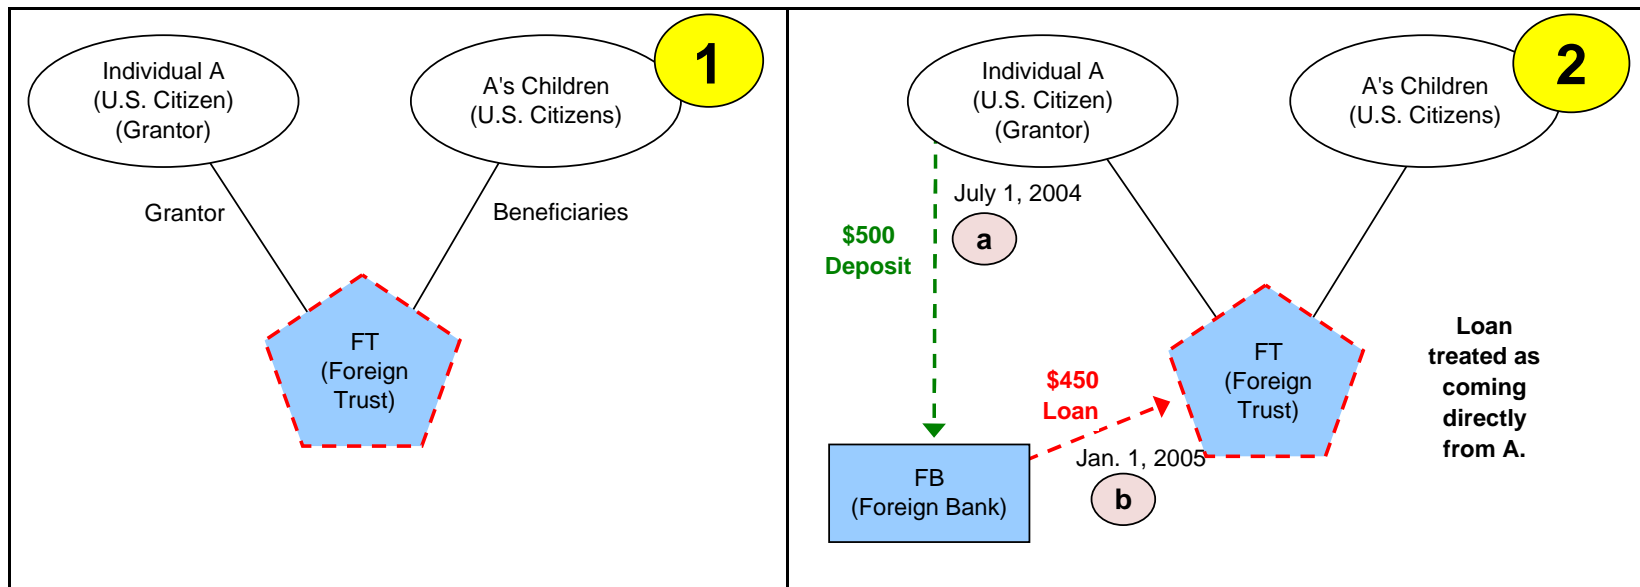 Individual A
(U.S. Citizen)
(Grantor)
A's Children
(U.S. Citizens)
1
Grantor
Beneficiaries
FT
(Foreign
Trust)
Individual A
(U.S. Citizen)
(Grantor)
A's Children
(U.S. Citizens)
2
July 1, 2004
a
$500
Deposit
FT
(Foreign
Trust)
$450
Loan
Jan. 1, 2005
b
FB
(Foreign Bank)
Loan
treated as
coming
directly
from A.